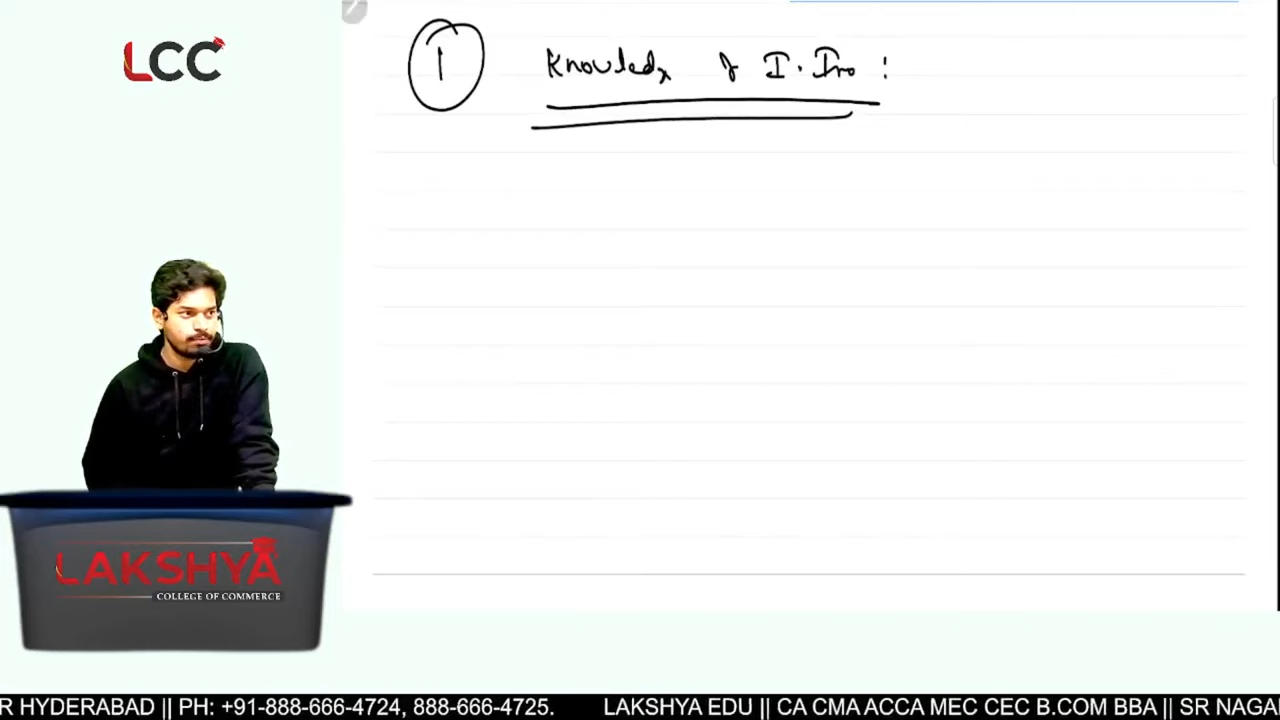 LCC
① Knowledg of I. Pro :
LAKSHYA
COLLEGE OF COMMERCE
R HYDERABAD || PH: +91-888-666-4724, 888-666-4725. LAKSHYA EDU || CA CMA ACCA MEC CEC B.COM BBA || SR NAGA